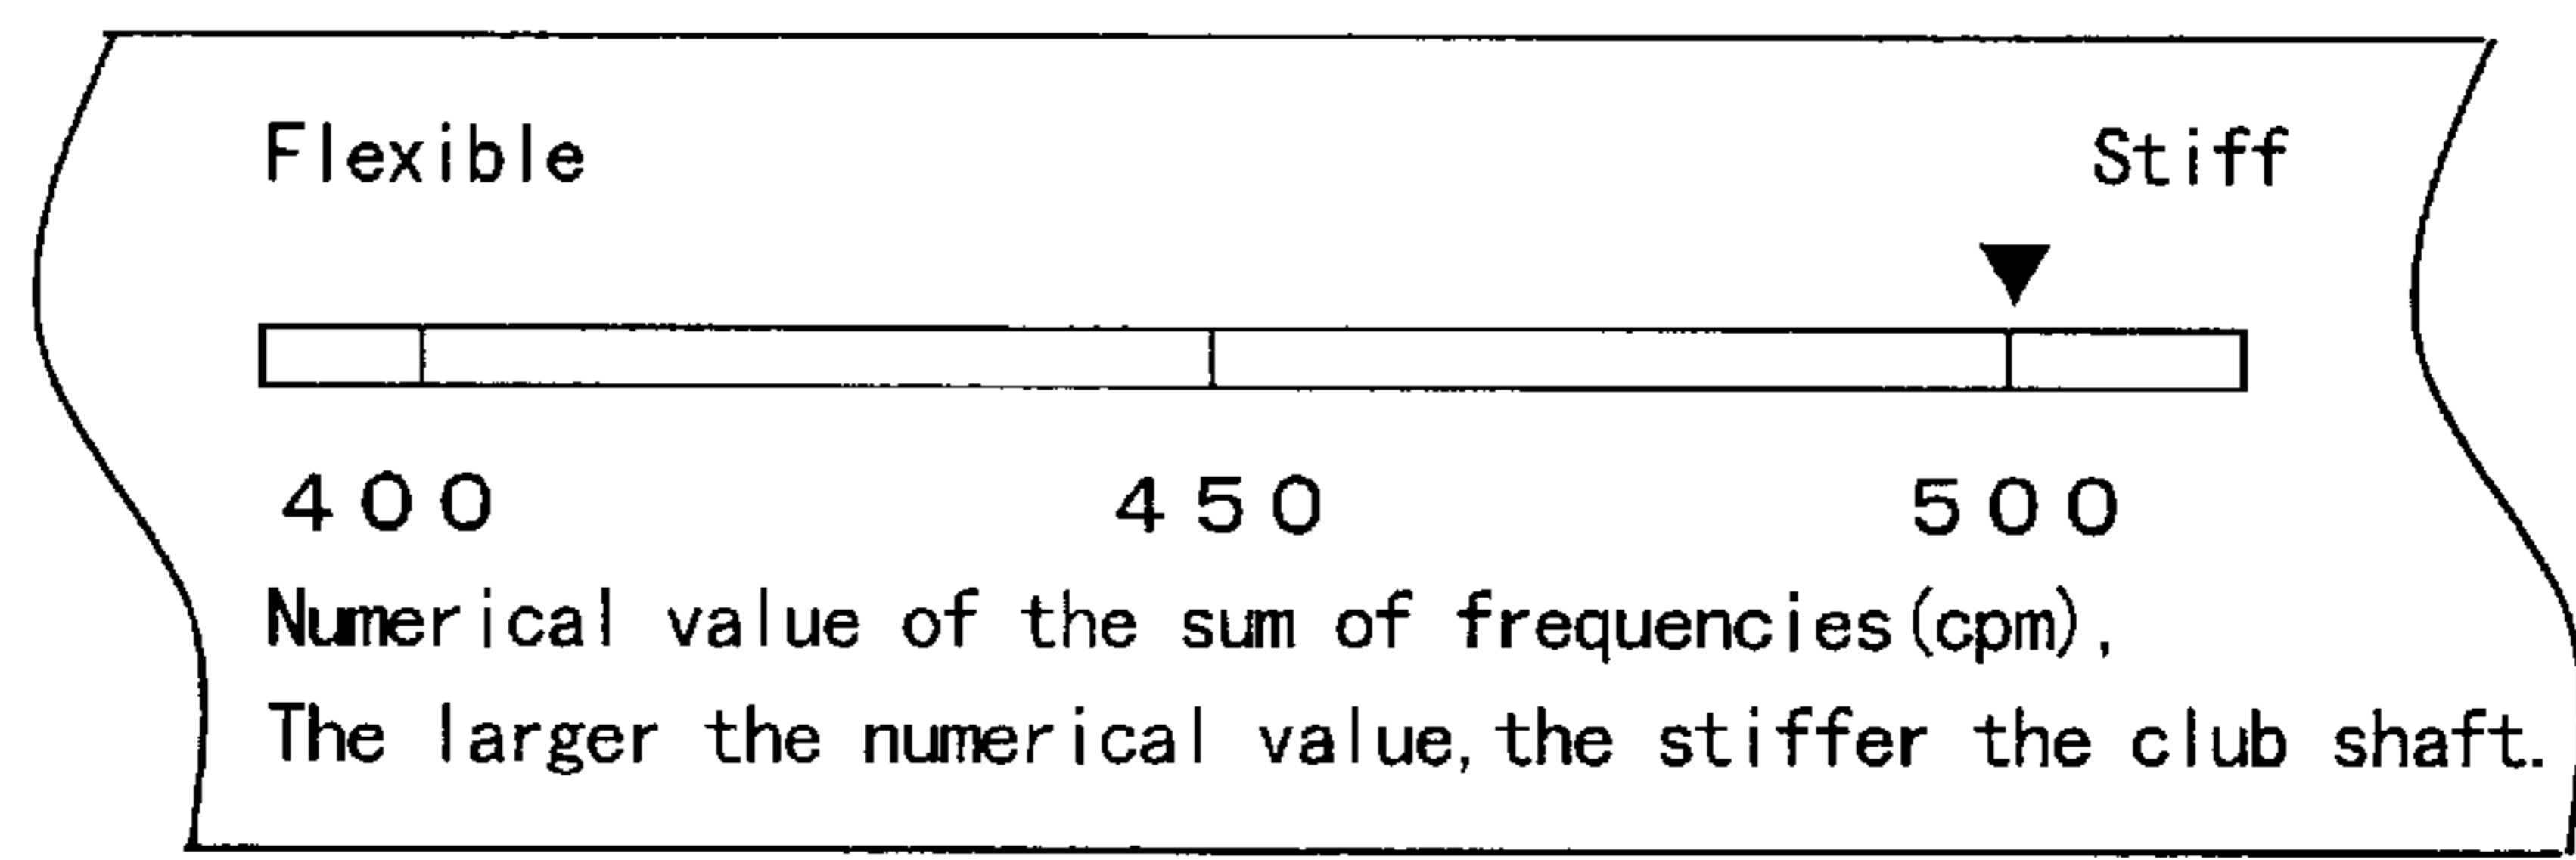 Flexible Stiff
400 450 500
Numerical value of the sum of frequencies(cpm),
The larger the numerical value,the stiffer the club shaft.